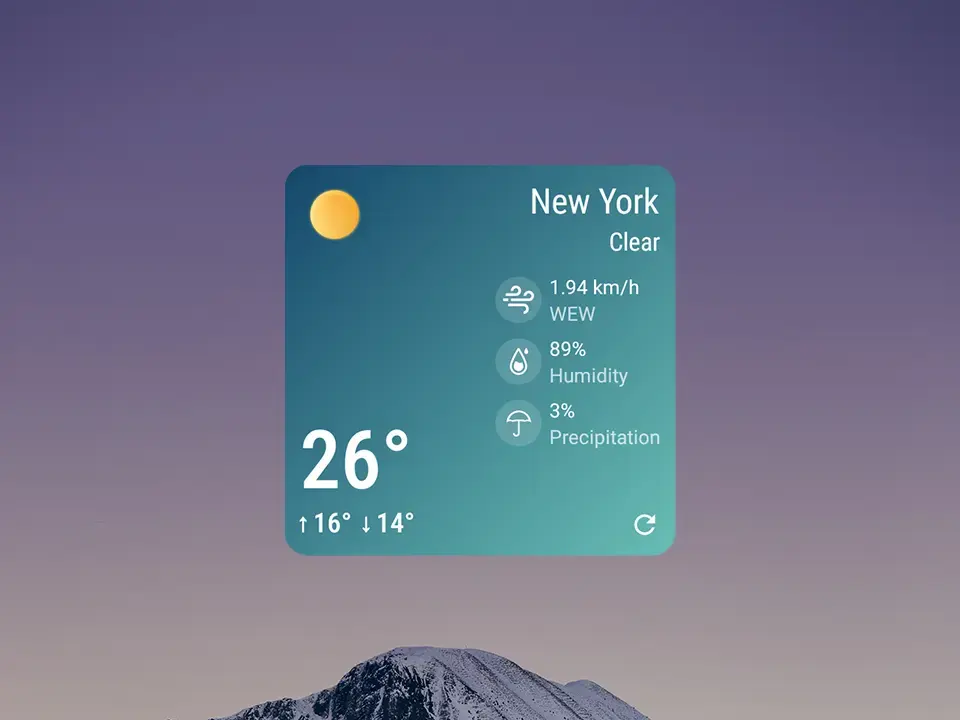 New York
Clear
1.94 km/h
WEW
89%
Humidity
3%
Precipitation
26°
↑16° ↓14°